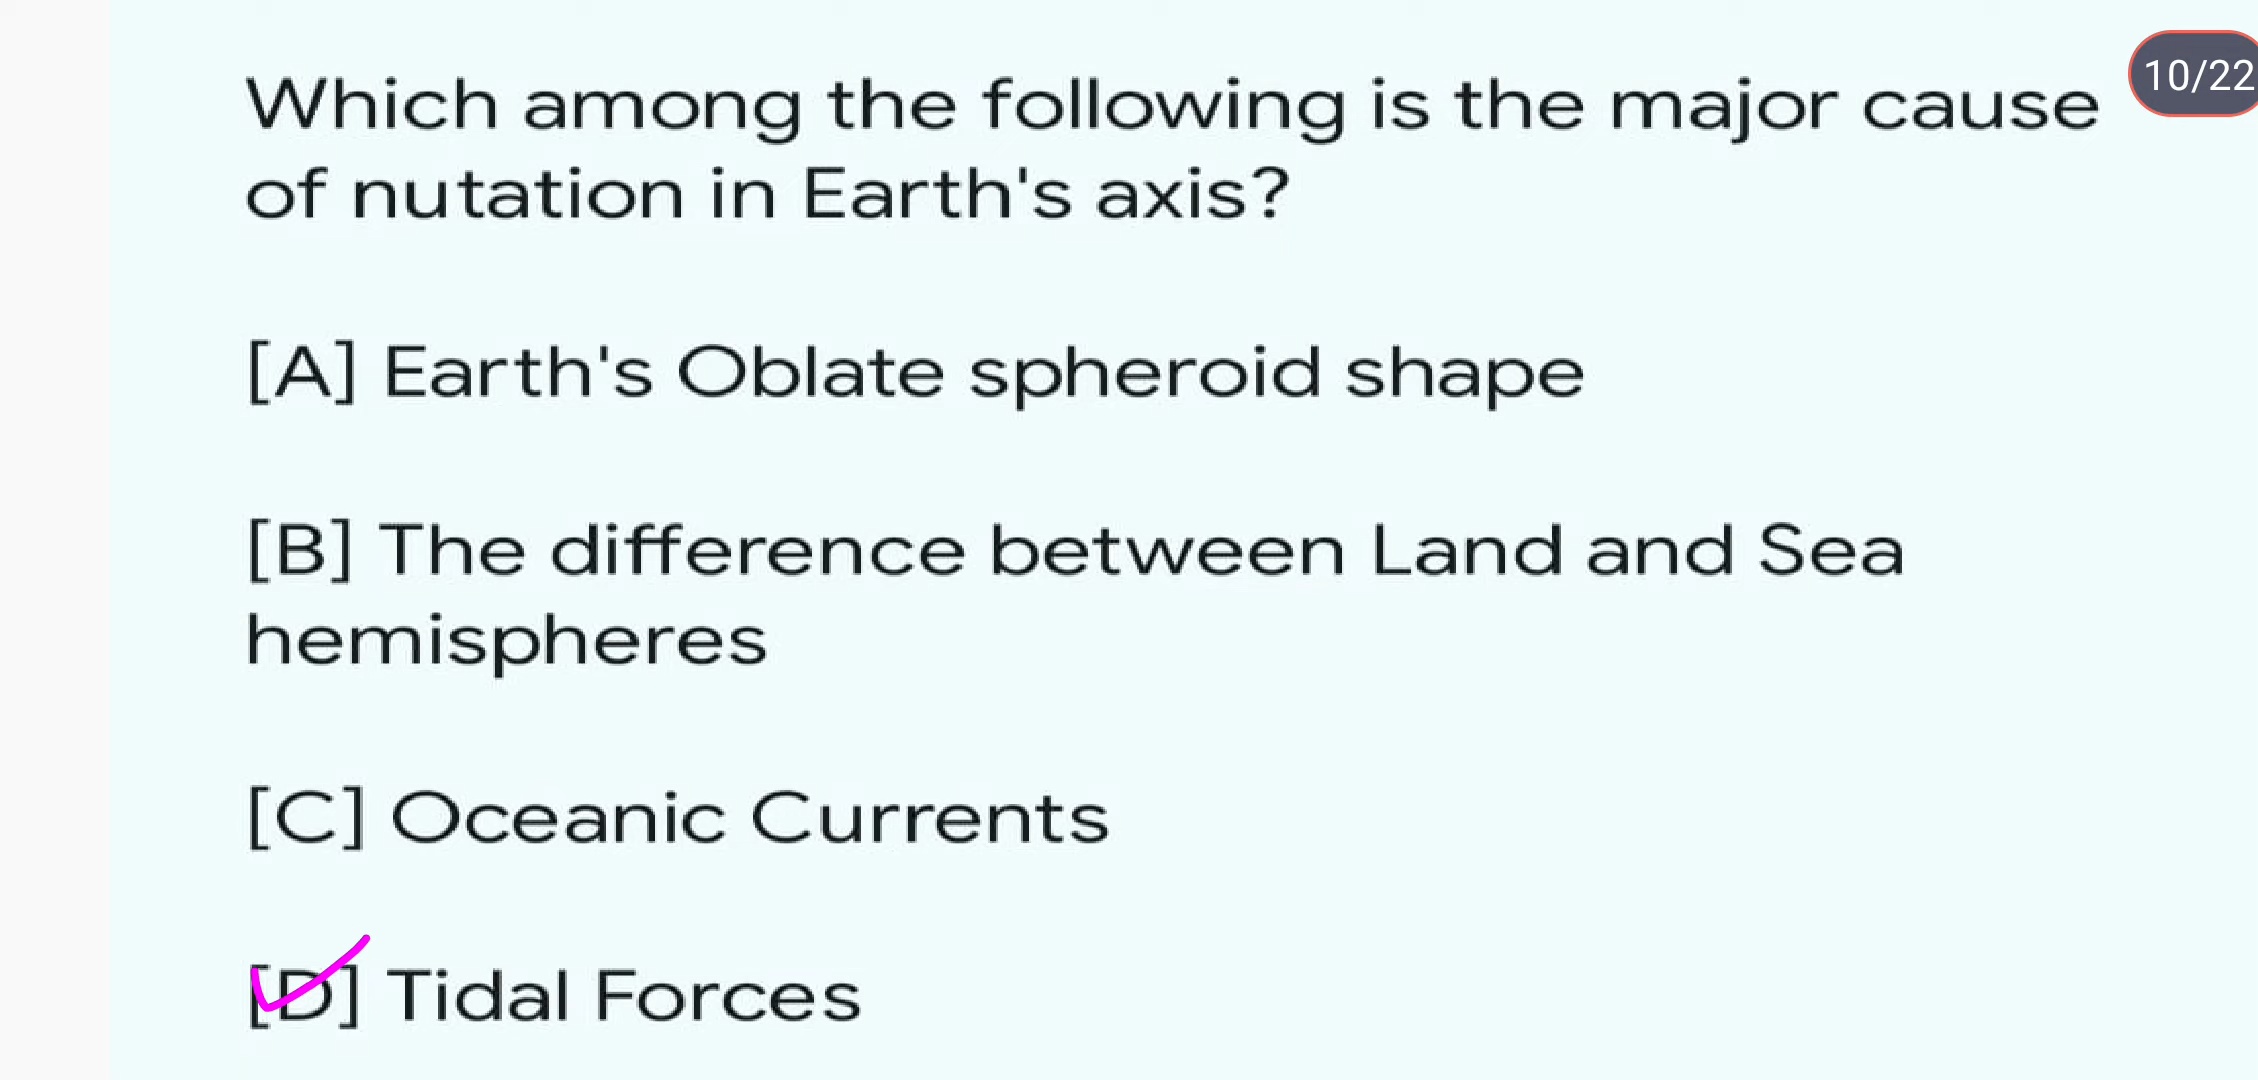 10/22
Which among the following is the major cause
of nutation in Earth's axis?
[A] Earth's Oblate spheroid shape
[B] The difference between Land and Sea
hemispheres
[C] Oceanic Currents
[D] Tidal Forces